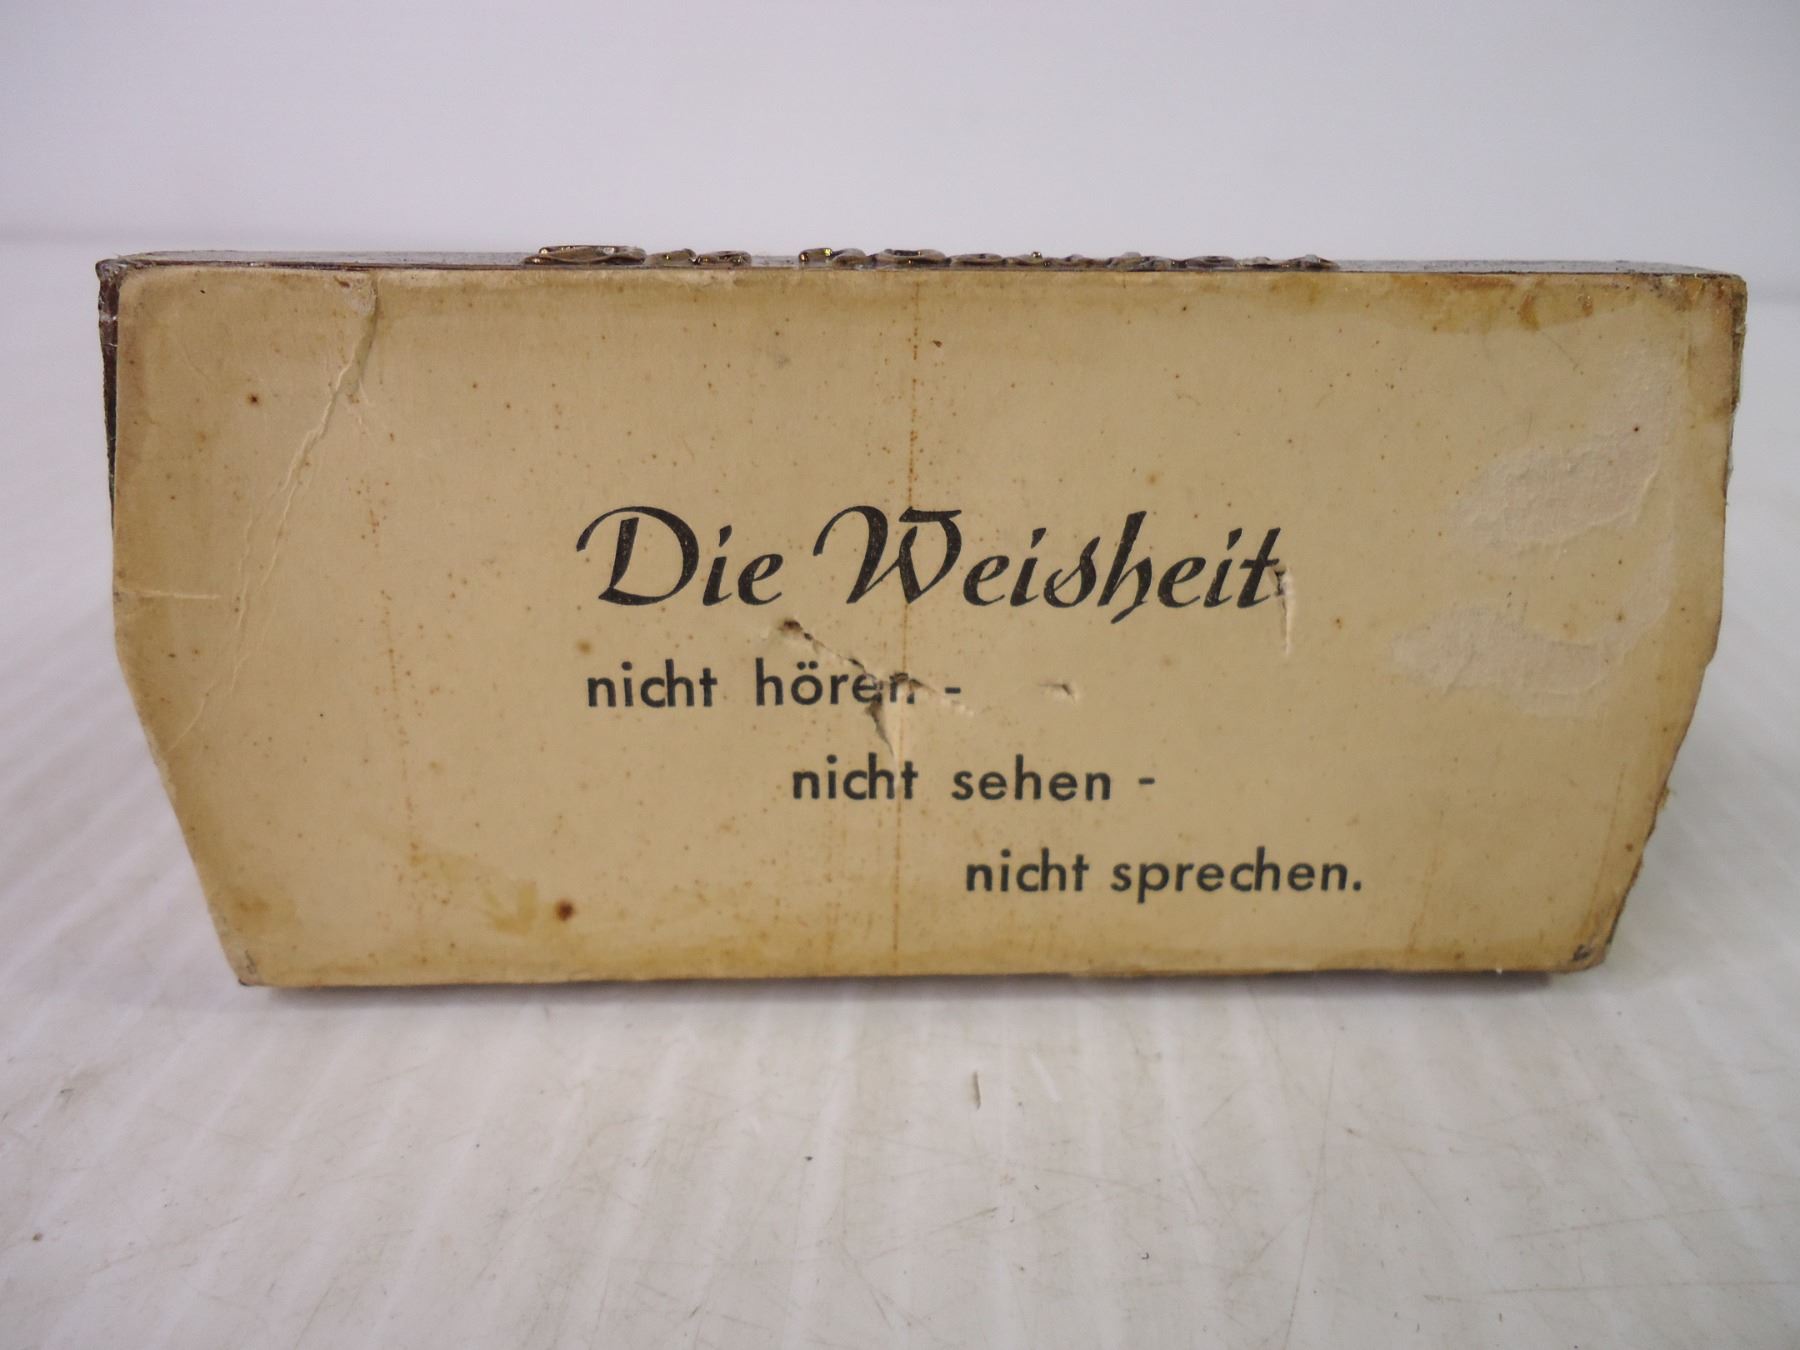 Die Weisheit
nicht hören -
nicht sehen -
nicht sprechen.